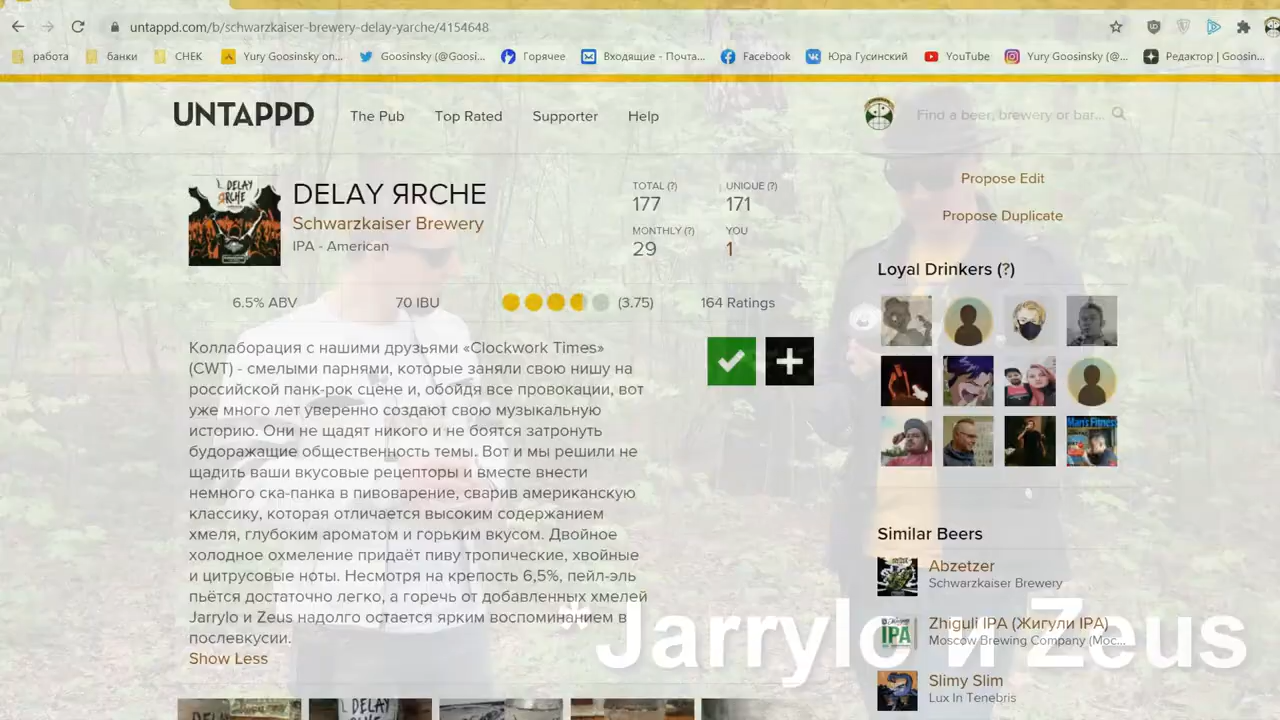 untappd.com/b/schwarzkaiser-brewery-delay-yarche/4154648
работа
банки
СНЕК
Yury Goosinsky on...
Goosinsky (@Goosi...
Горячее
Входящие - Почта...
Facebook
Юра Гусинский
YouTube
Yury Goosinsky (@...
Редактор | Goosin...
UNTAPPD
The Pub
Top Rated
Supporter
Help
Find a beer, brewery or bar...
DELAY
ЯRCHE
DELAY ЯRCHE
Schwarzkaiser Brewery
IPA - American
TOTAL (?)
177
UNIQUE (?)
171
MONTHLY (?)
29
YOU
1
6.5% ABV
70 IBU
(3.75)
164 Ratings
Коллаборация с нашими друзьями «Clockwork Times»
(CWT) - смелыми парнями, которые заняли свою нишу на
российской панк-рок сцене и, обойдя все провокации, вот
уже много лет уверенно создают свою музыкальную
историю. Они не щадят никого и не боятся затронуть
будоражащие общественность темы. Вот и мы решили не
щадить ваши вкусовые рецепторы и вместе внести
немного ска-панка в пивоварение, сварив американскую
классику, которая отличается высоким содержанием
хмеля, глубоким ароматом и горьким вкусом. Двойное
холодное охмеление придаёт пиву тропические, хвойные
и цитрусовые ноты. Несмотря на крепость 6,5%, пейл-эль
пьётся достаточно легко, а горечь от добавленных хмелей
Jarrylo и Zeus надолго остается ярким воспоминанием в
послевкусии.
Show Less
Propose Edit
Propose Duplicate
Loyal Drinkers (?)
Man's Fitness
Similar Beers
Abzetzer
Schwarzkaiser Brewery
IPA
Zhiguli IPA (Жигули IPA)
Moscow Brewing Company (Мос...
Slimy Slim
Lux In Tenebris
* Jarrylo и Zeus
DELAY